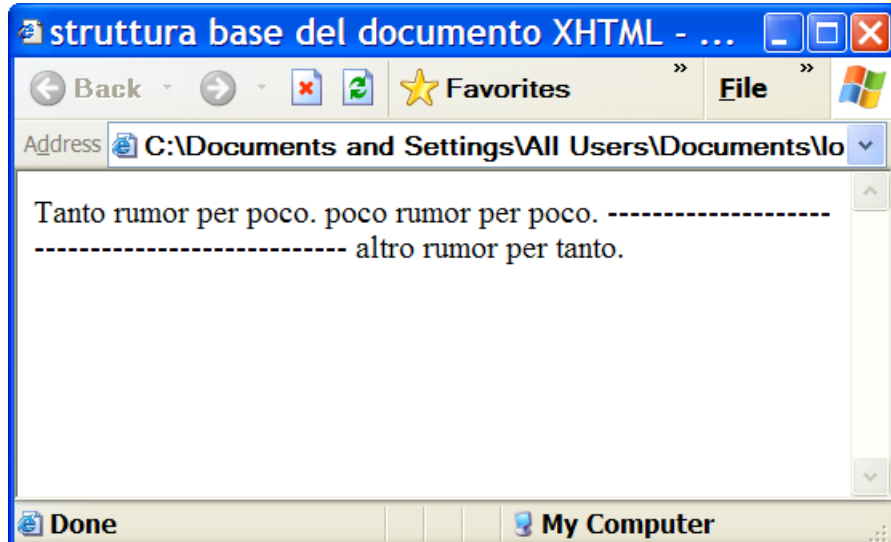 struttura base del documento XHTML - ...
Back Favorites » File »
Address C:\Documents and Settings\All Users\Documents\lo
Tanto rumor per poco. poco rumor per poco. --------------------
---------------------------- altro rumor per tanto.
Done My Computer